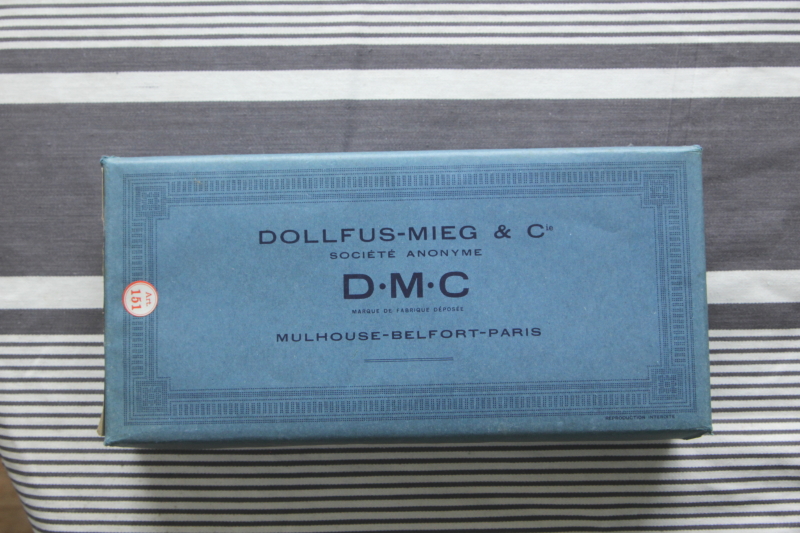 DOLLFUS-MIEG & Cie
SOCIÉTÉ ANONYME
D·M·C
MARQUE DE FABRIQUE DÉPOSÉE
MULHOUSE-BELFORT-PARIS
REPRODUCTION INTERDITE
Art.
151